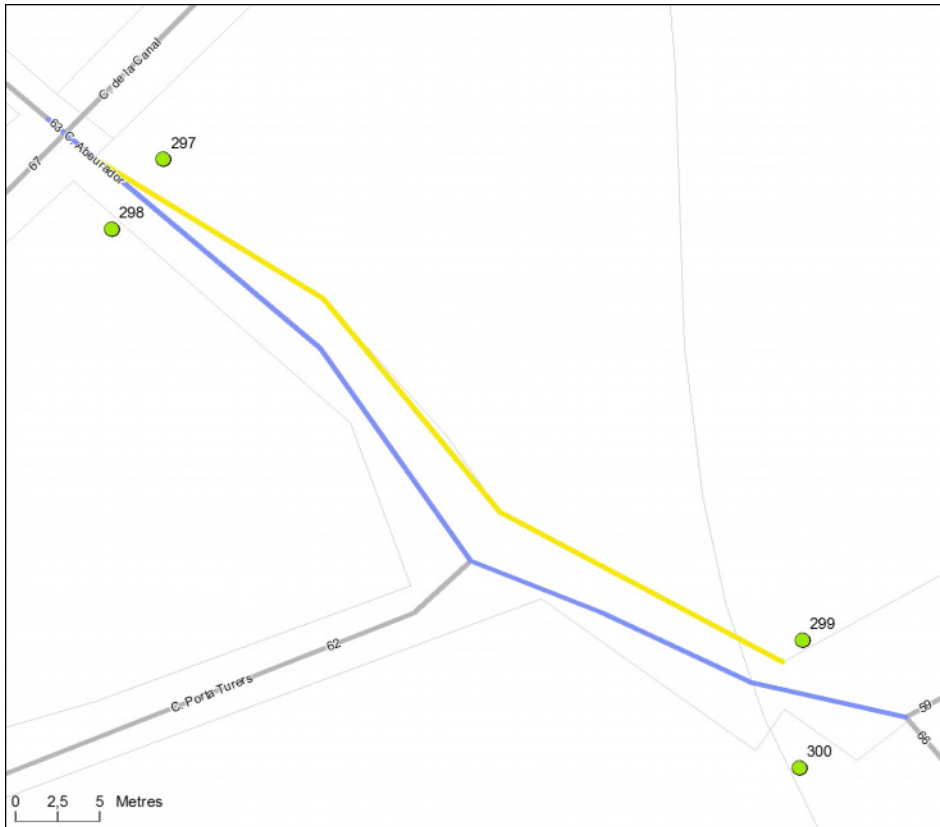 C. de la Canal
63
C. Abeurador
67
297
298
299
62
C. Porta Turers
59
66
300
0 2,5 5 Metres